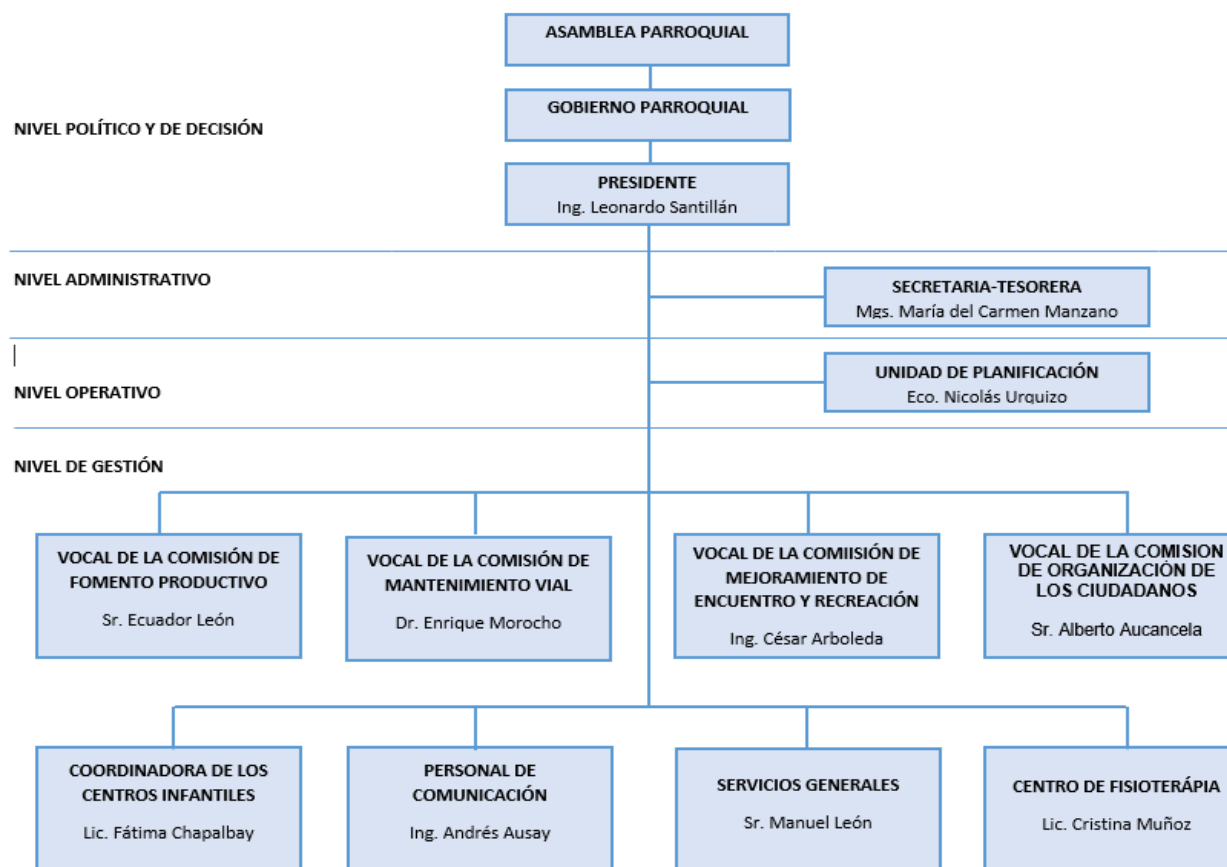 ASAMBLEA PARROQUIAL
GOBIERNO PARROQUIAL
NIVEL POLÍTICO Y DE DECISIÓN
PRESIDENTE
Ing. Leonardo Santillán
NIVEL ADMINISTRATIVO
SECRETARIA-TESORERA
Mgs. María del Carmen Manzano
UNIDAD DE PLANIFICACIÓN
Eco. Nicolás Urquizo
NIVEL OPERATIVO
NIVEL DE GESTIÓN
VOCAL DE LA COMISIÓN DE
FOMENTO PRODUCTIVO
Sr. Ecuador León
VOCAL DE LA COMISIÓN DE
MANTENIMIENTO VIAL
Dr. Enrique Morocho
VOCAL DE LA COMIISIÓN DE
MEJORAMIENTO DE
ENCUENTRO Y RECREACIÓN
Ing. César Arboleda
VOCAL DE LA COMISION
DE ORGANIZACIÓN DE
LOS CIUDADANOS
Sr. Alberto Aucancela
COORDINADORA DE LOS
CENTROS INFANTILES
Lic. Fátima Chapalbay
PERSONAL DE
COMUNICACIÓN
Ing. Andrés Ausay
SERVICIOS GENERALES
Sr. Manuel León
CENTRO DE FISIOTERÁPIA
Lic. Cristina Muñoz